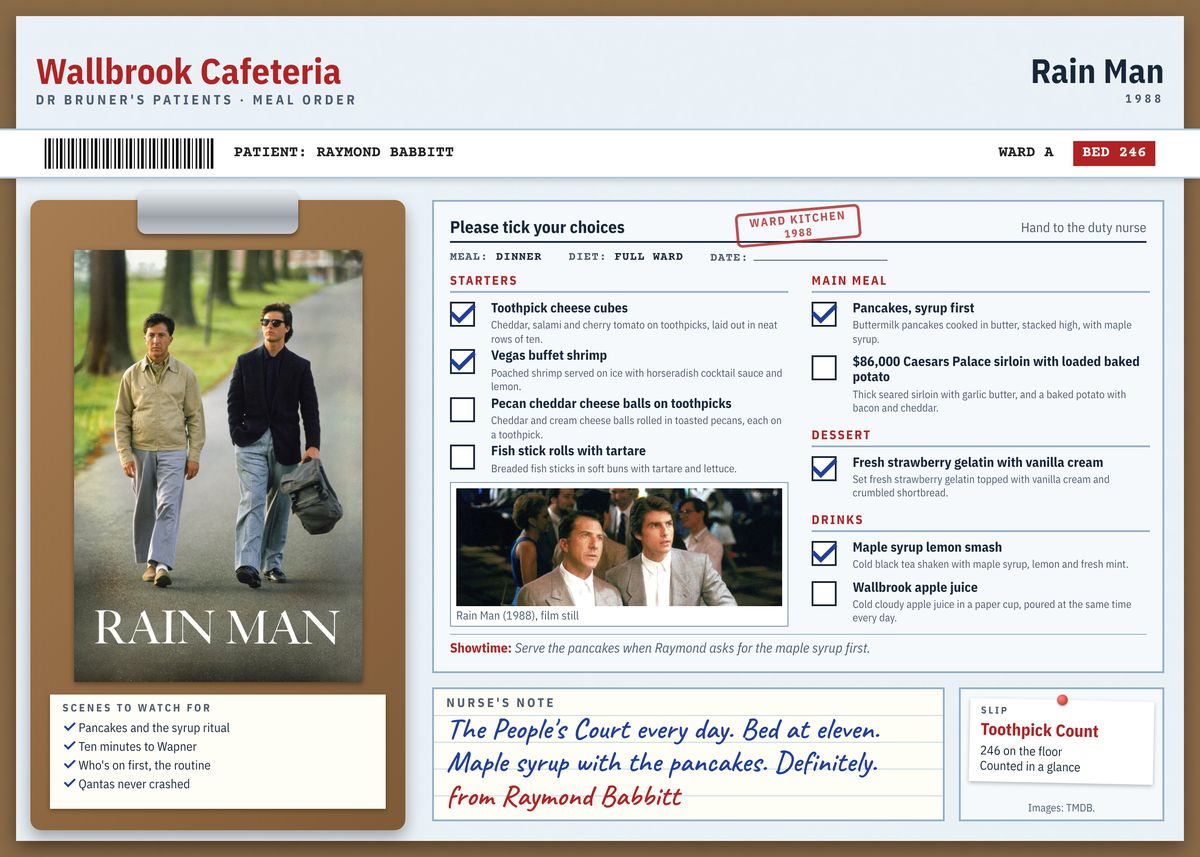 Wallbrook Cafeteria
DR BRUNER'S PATIENTS · MEAL ORDER
Rain Man
1988
PATIENT: RAYMOND BABBITT
WARD A
BED 246
RAIN MAN
SCENES TO WATCH FOR
Pancakes and the syrup ritual
Ten minutes to Wapner
Who's on first, the routine
Qantas never crashed
Please tick your choices
WARD KITCHEN
1988
Hand to the duty nurse
MEAL: DINNER
DIET: FULL WARD
DATE:
STARTERS
Toothpick cheese cubes
Cheddar, salami and cherry tomato on toothpicks, laid out in neat
rows of ten.
Vegas buffet shrimp
Poached shrimp served on ice with horseradish cocktail sauce and
lemon.
Pecan cheddar cheese balls on toothpicks
Cheddar and cream cheese balls rolled in toasted pecans, each on
a toothpick.
Fish stick rolls with tartare
Breaded fish sticks in soft buns with tartare and lettuce.
Rain Man (1988), film still
MAIN MEAL
Pancakes, syrup first
Buttermilk pancakes cooked in butter, stacked high, with maple
syrup.
$86,000 Caesars Palace sirloin with loaded baked
potato
Thick seared sirloin with garlic butter, and a baked potato with
bacon and cheddar.
DESSERT
Fresh strawberry gelatin with vanilla cream
Set fresh strawberry gelatin topped with vanilla cream and
crumbled shortbread.
DRINKS
Maple syrup lemon smash
Cold black tea shaken with maple syrup, lemon and fresh mint.
Wallbrook apple juice
Cold cloudy apple juice in a paper cup, poured at the same time
every day.
Showtime: Serve the pancakes when Raymond asks for the maple syrup first.
NURSE'S NOTE
The People's Court every day. Bed at eleven.
Maple syrup with the pancakes. Definitely.
from Raymond Babbitt
SLIP
Toothpick Count
246 on the floor
Counted in a glance
Images: TMDB.